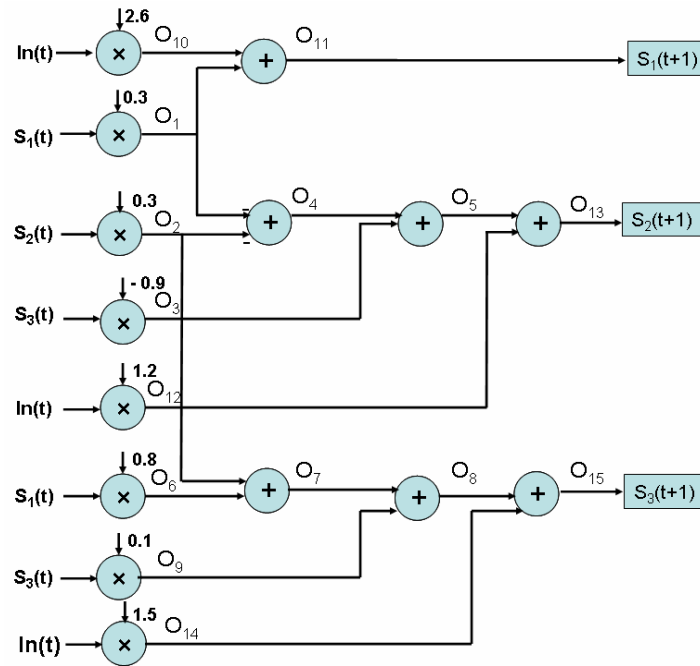 2.6
In(t) × O10 + O11 S1(t+1)
0.3
S1(t) × O1
0.3
S2(t) × O2 - - + O4 + O5 + O13 S2(t+1)
- 0.9
S3(t) × O3
1.2
In(t) × O12
0.8
S1(t) × O6 + O7 + O8 + O15 S3(t+1)
0.1
S3(t) × O9
1.5
In(t) × O14